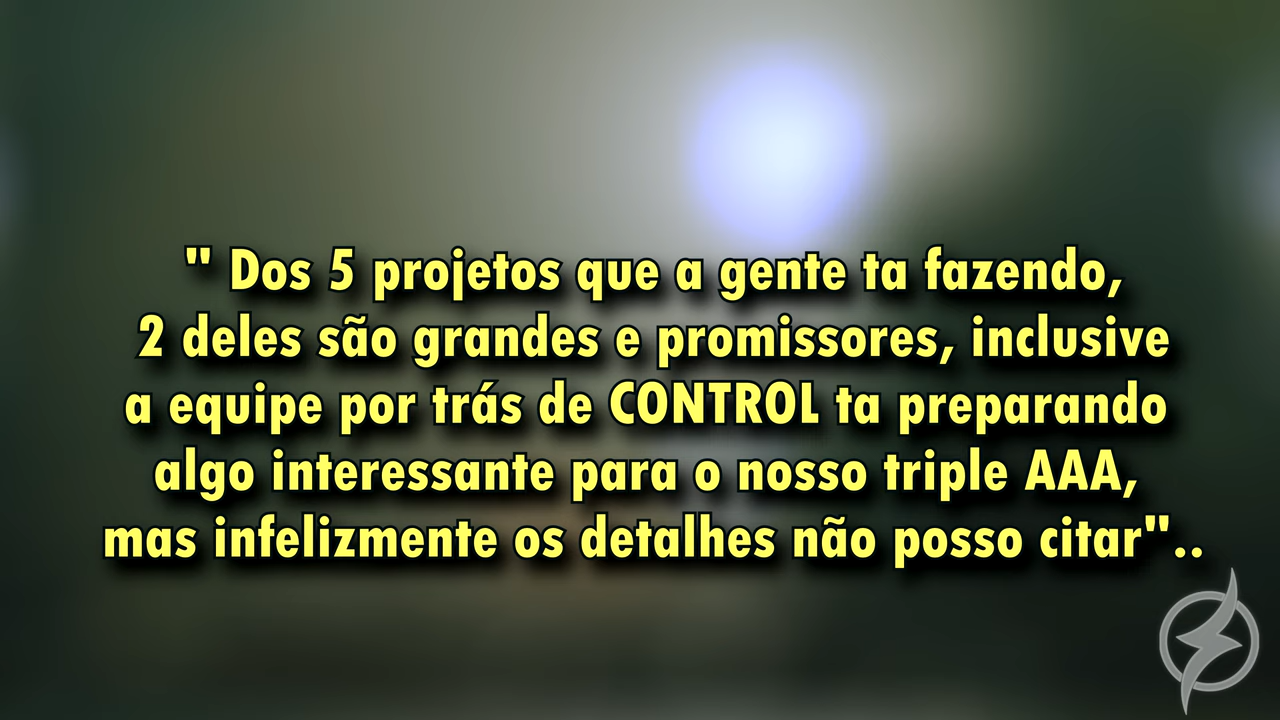 " Dos 5 projetos que a gente ta fazendo,
2 deles são grandes e promissores, inclusive
a equipe por trás de CONTROL ta preparando
algo interessante para o nosso triple AAA,
mas infelizmente os detalhes não posso citar"..